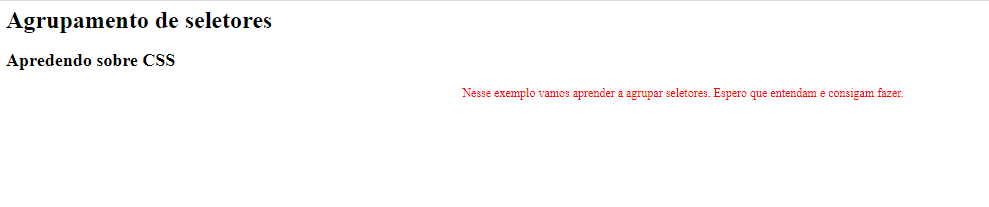 Agrupamento de seletores
Apredendo sobre CSS
Nesse exemplo vamos aprender a agrupar seletores. Espero que entendam e consigam fazer.